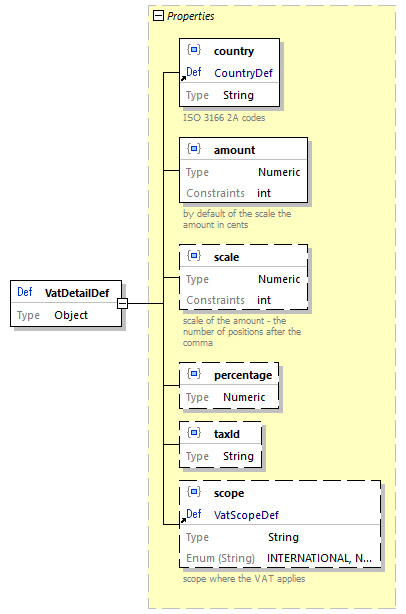 Properties
country
Def CountryDef
Type String
ISO 3166 2A codes
amount
Type Numeric
Constraints int
by default of the scale the
amount in cents
scale
Type Numeric
Constraints int
scale of the amount - the
number of positions after the
comma
Def VatDetailDef
Type Object
percentage
Type Numeric
taxId
Type String
scope
Def VatScopeDef
Type String
Enum (String) INTERNATIONAL, N...
scope where the VAT applies